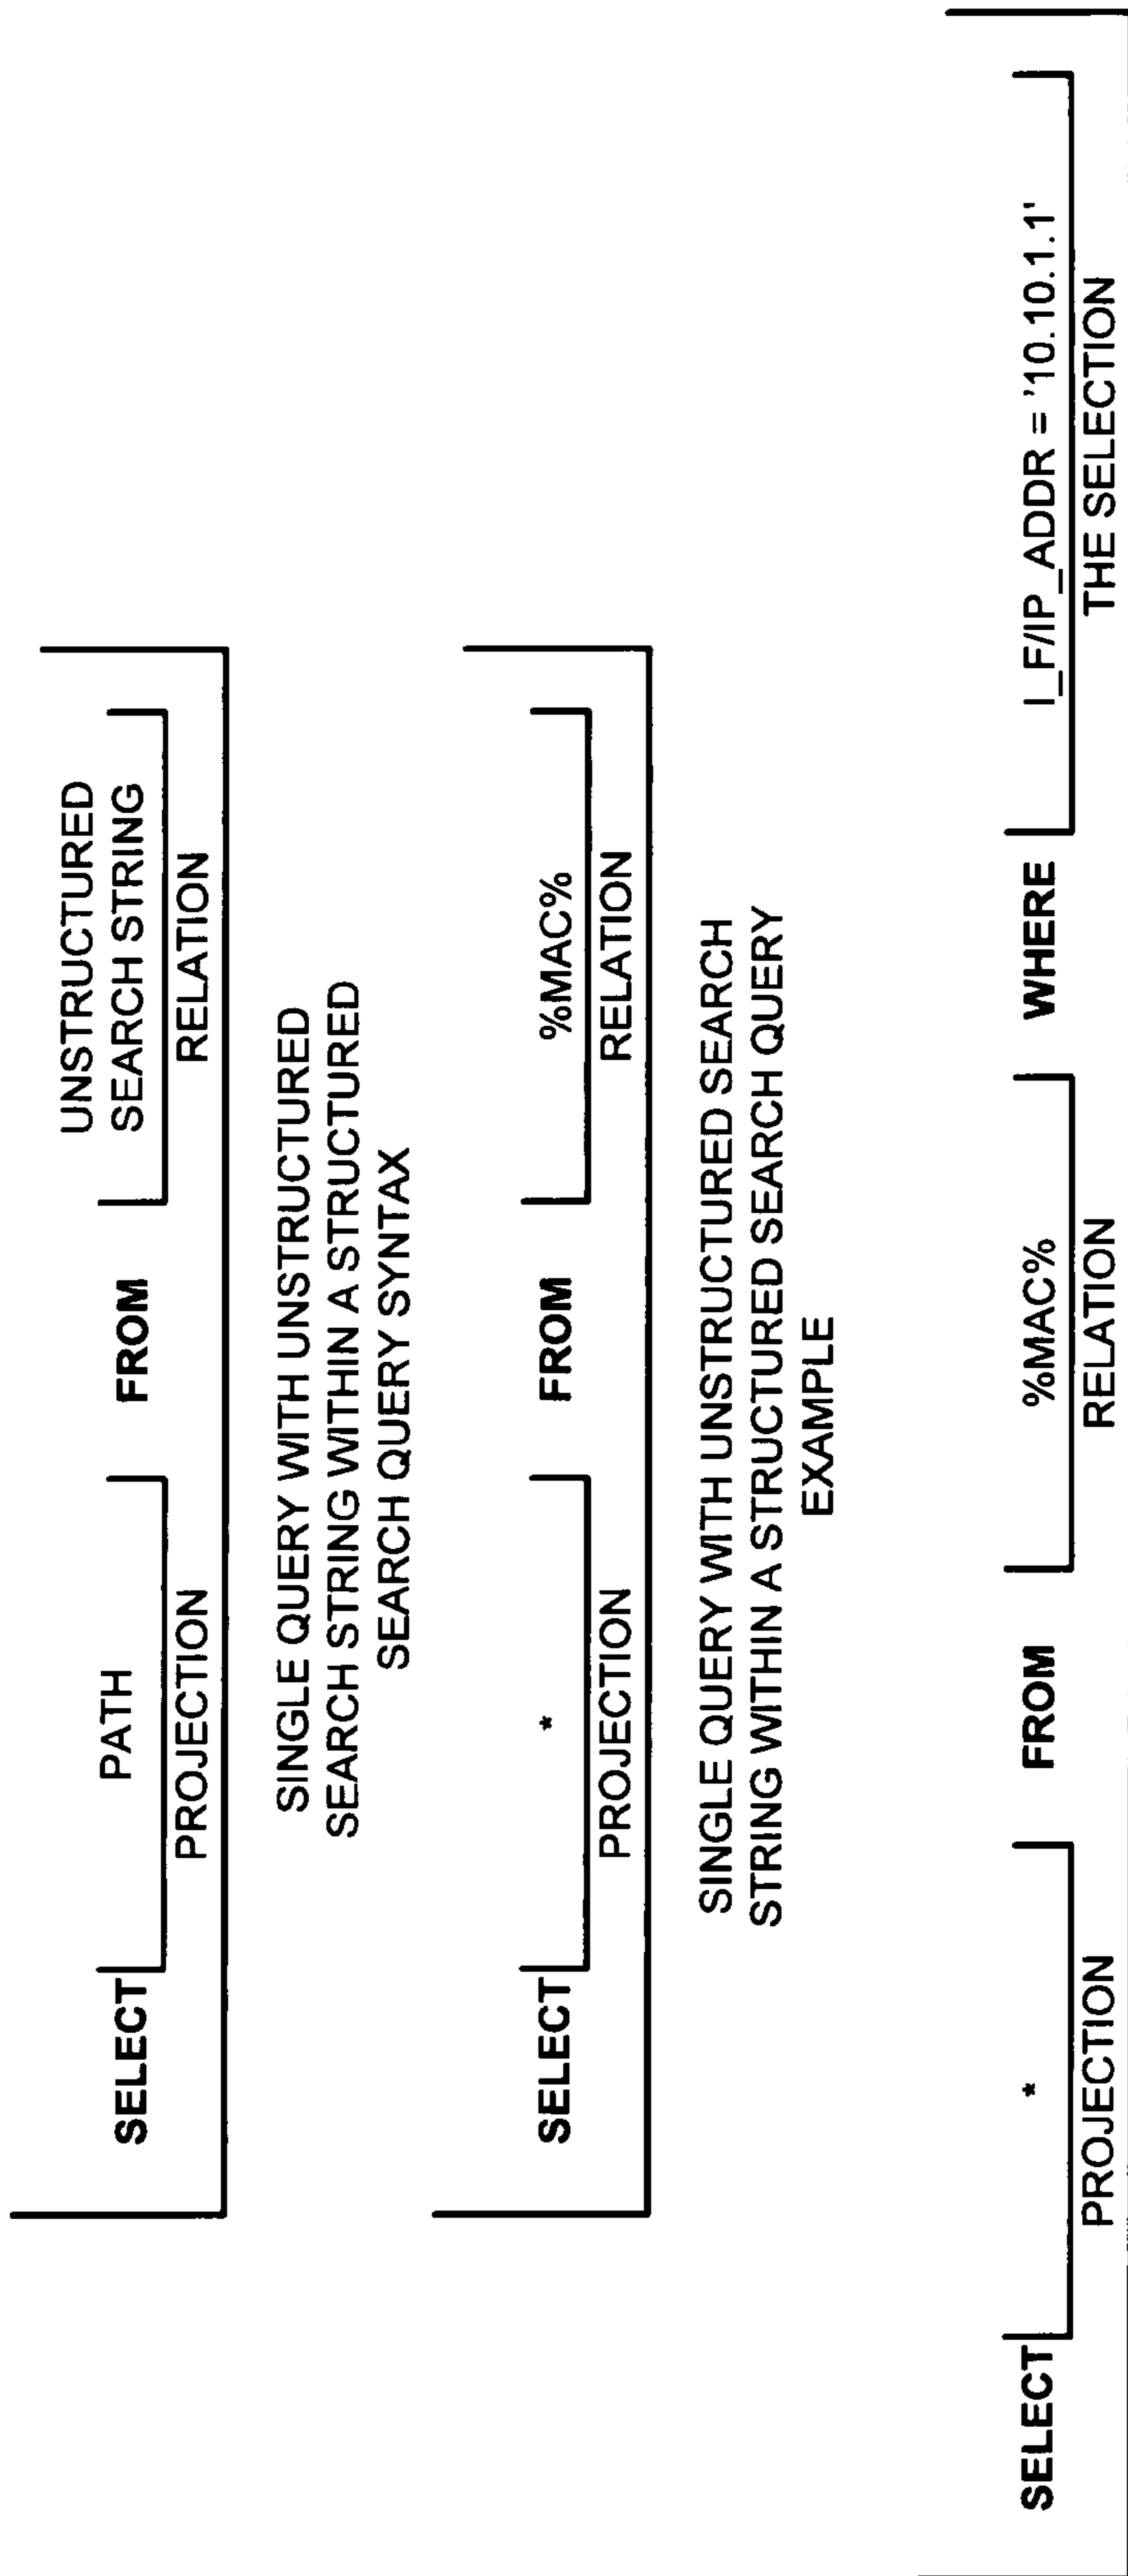 SELECT PATH FROM UNSTRUCTURED
SEARCH STRING
PROJECTION RELATION
SINGLE QUERY WITH UNSTRUCTURED
SEARCH STRING WITHIN A STRUCTURED
SEARCH QUERY SYNTAX
SELECT * FROM %MAC%
PROJECTION RELATION
SINGLE QUERY WITH UNSTRUCTURED SEARCH
STRING WITHIN A STRUCTURED SEARCH QUERY
EXAMPLE
SELECT * FROM %MAC% WHERE I_F/IP_ADDR = '10.10.1.1'
PROJECTION RELATION THE SELECTION